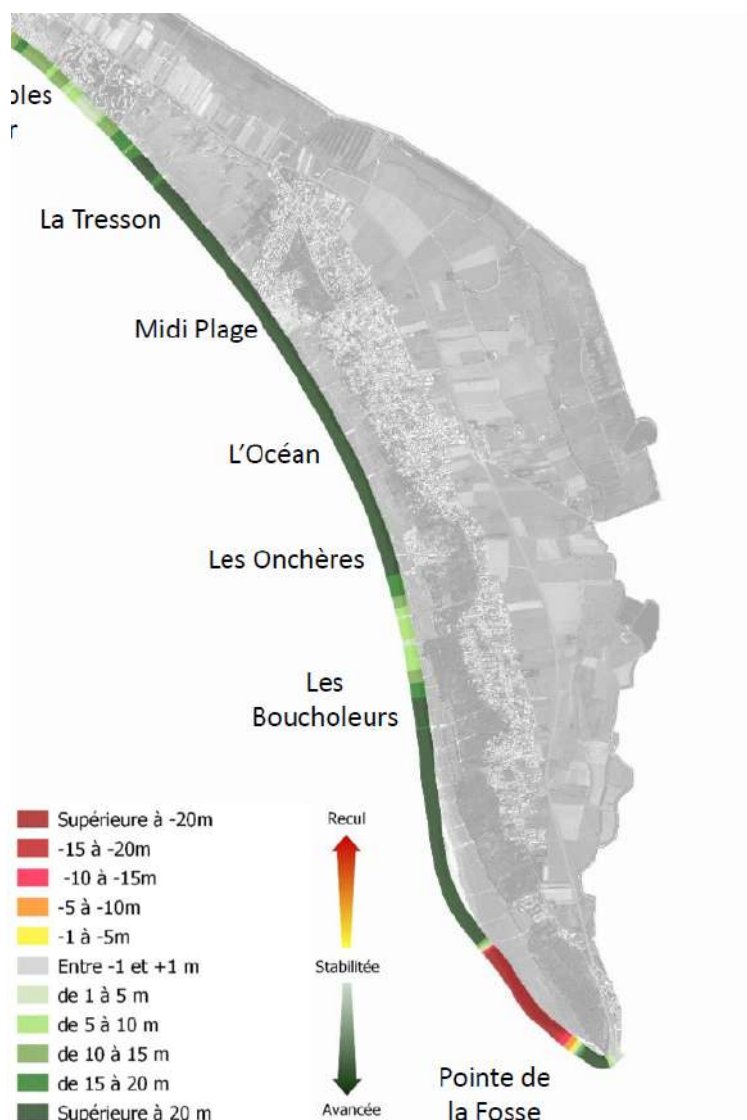 bles
r
La Tresson
Midi Plage
L'Océan
Les Onchères
Les
Boucholeurs
Supérieure à -20m
-15 à -20m
-10 à -15m
-5 à -10m
-1 à -5m
Entre -1 et +1 m
de 1 à 5 m
de 5 à 10 m
de 10 à 15 m
de 15 à 20 m
Supérieure à 20 m
Recul
Stabilitée
Avancée
Pointe de
la Fosse